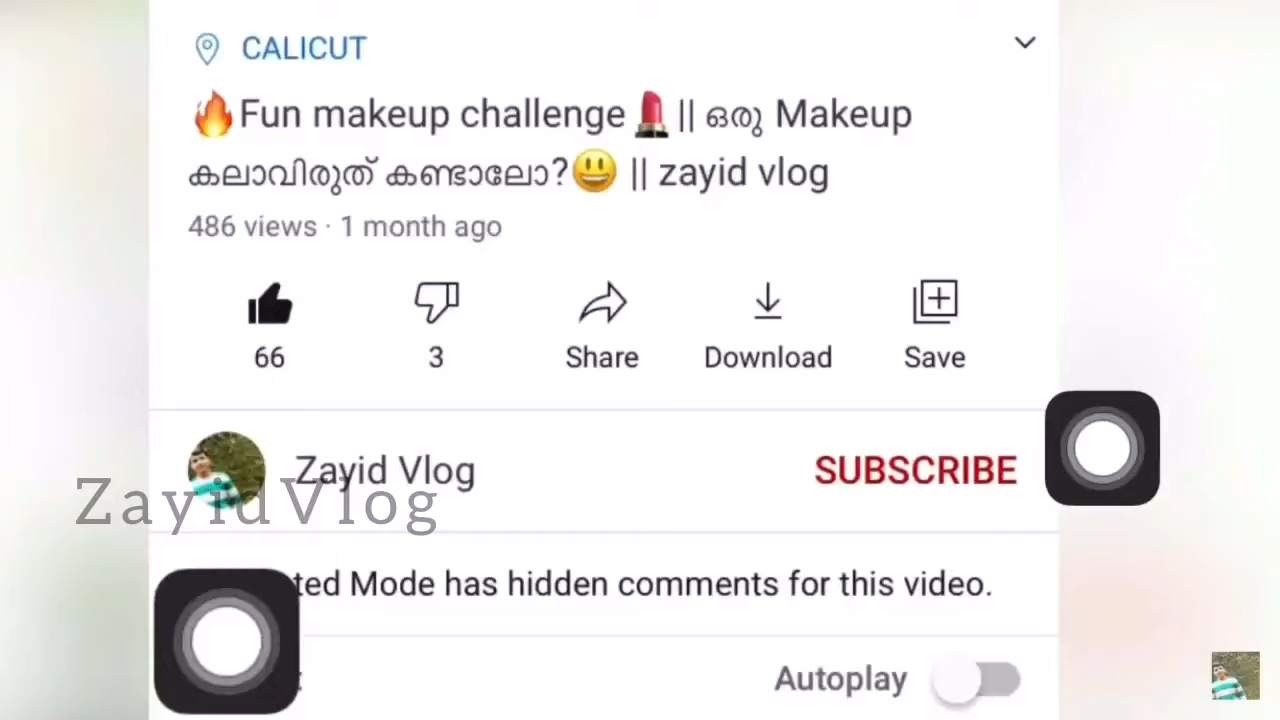 CALICUT
🔥Fun makeup challenge💄|| ഒരു Makeup
കലാവിരുത് കണ്ടാലോ?😃 || zayid vlog
486 views · 1 month ago
66 3 Share Download Save
Zayid Vlog SUBSCRIBE
ZayidVlog
ted Mode has hidden comments for this video.
Autoplay